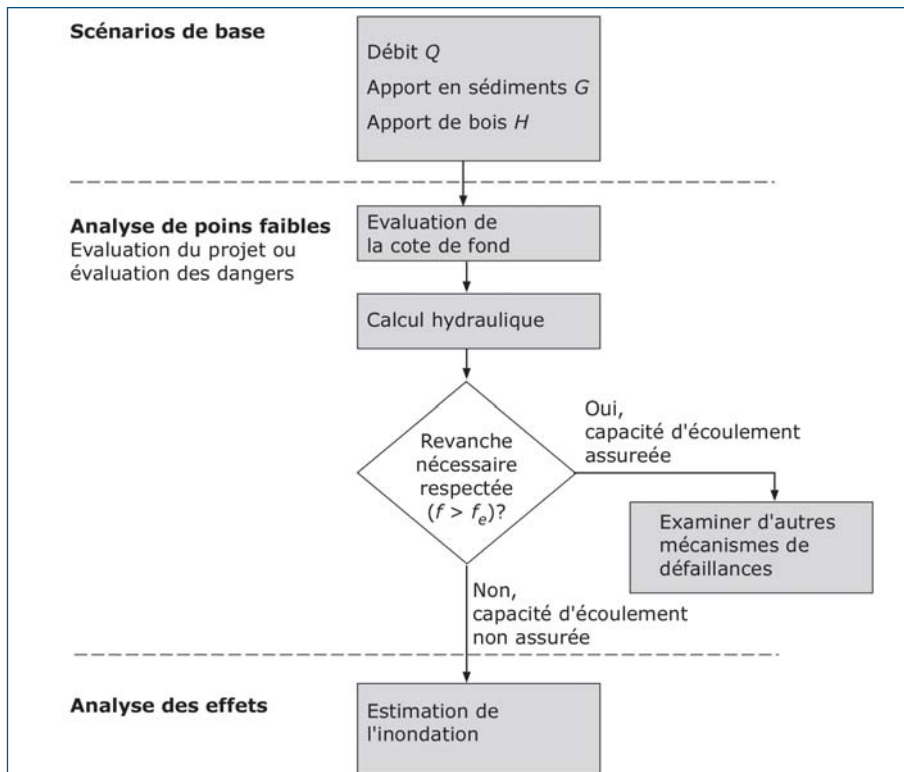 Scénarios de base
Débit Q
Apport en sédiments G
Apport de bois H
Analyse de poins faibles
Evaluation du projet ou
évaluation des dangers
Evaluation de
la cote de fond
Calcul hydraulique
Revanche
nécessaire
respectée
(f > fe)?
Oui,
capacité d'écoulement
assureée
Examiner d'autres
mécanismes de
défaillances
Non,
capacité d'écoulement
non assurée
Analyse des effets
Estimation de
l'inondation